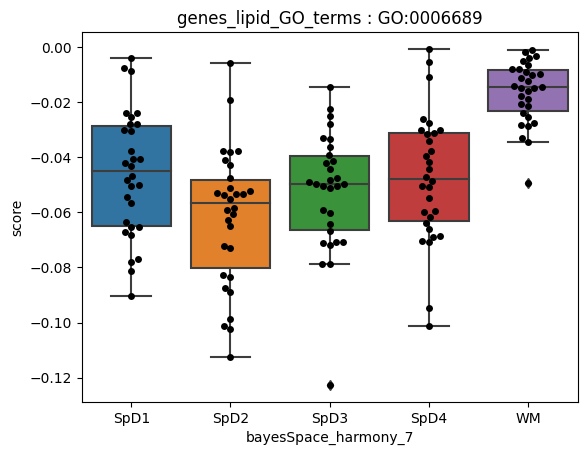 genes_lipid_GO_terms : GO:0006689
0.00
−0.02
−0.04
−0.06
−0.08
−0.10
−0.12
score
SpD1 SpD2 SpD3 SpD4 WM
bayesSpace_harmony_7